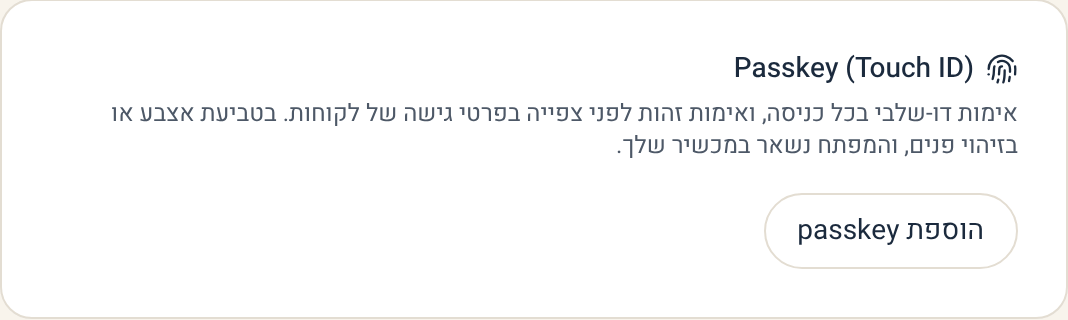 Passkey (Touch ID)
אימות דו-שלבי בכל כניסה, ואימות זהות לפני צפייה בפרטי גישה של לקוחות. בטביעת אצבע או
בזיהוי פנים, והמפתח נשאר במכשיר שלך.
הוספת passkey